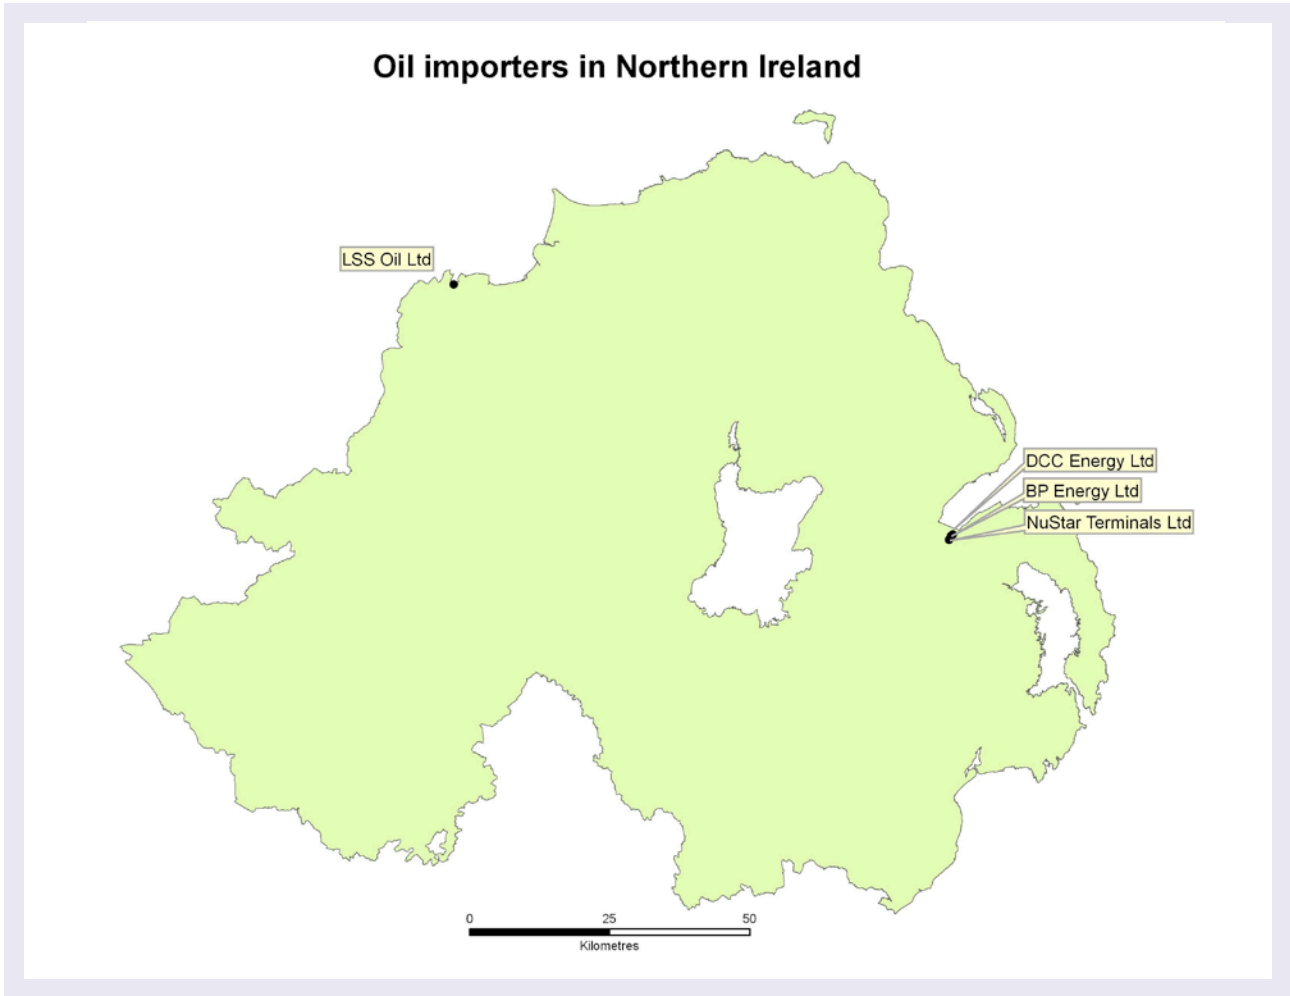 Oil importers in Northern Ireland
LSS Oil Ltd
DCC Energy Ltd
BP Energy Ltd
NuStar Terminals Ltd
0 25 50
Kilometres